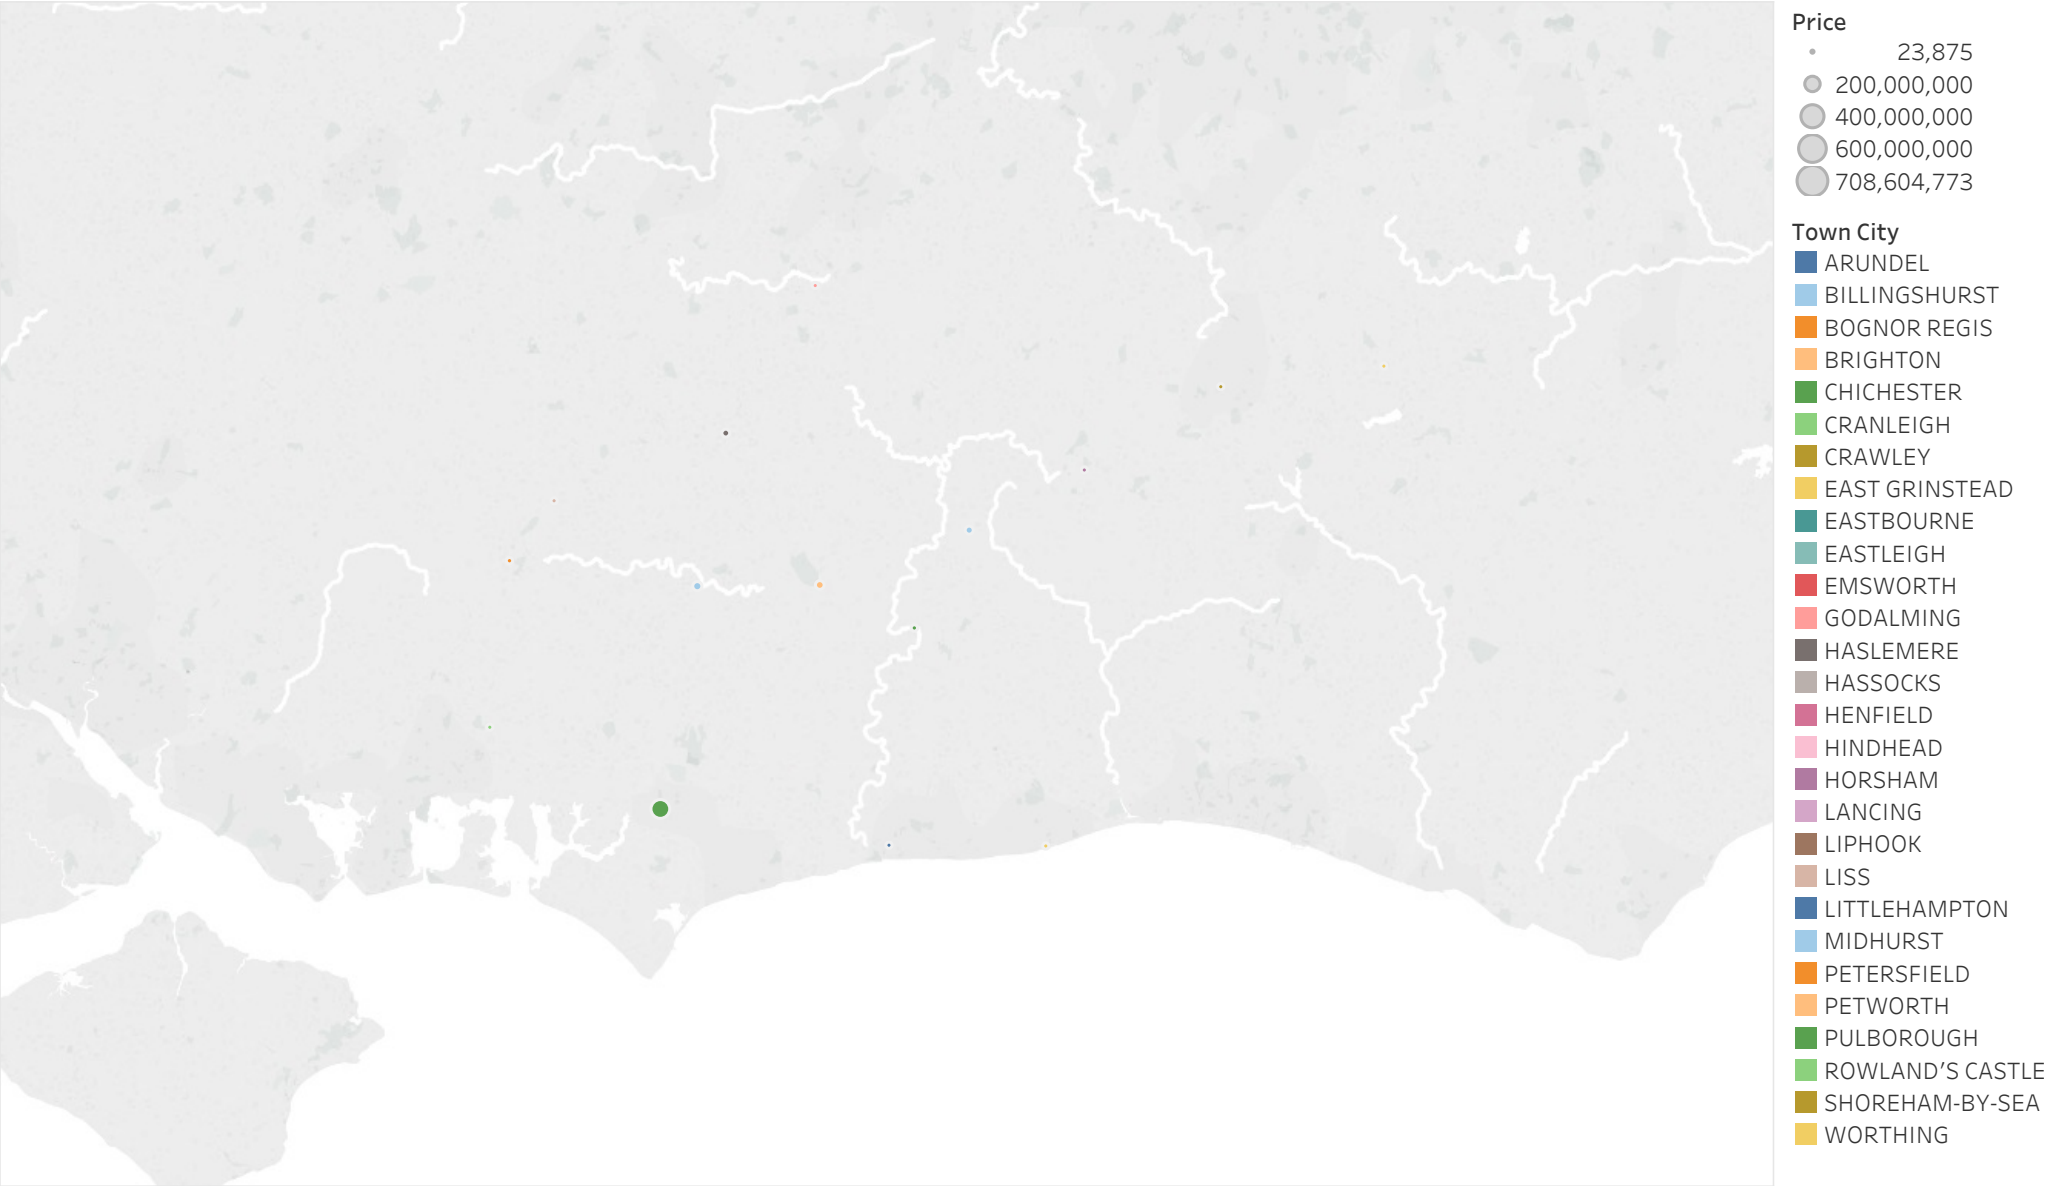 Price
23,875
200,000,000
400,000,000
600,000,000
708,604,773
Town City
ARUNDEL
BILLINGSHURST
BOGNOR REGIS
BRIGHTON
CHICHESTER
CRANLEIGH
CRAWLEY
EAST GRINSTEAD
EASTBOURNE
EASTLEIGH
EMSWORTH
GODALMING
HASLEMERE
HASSOCKS
HENFIELD
HINDHEAD
HORSHAM
LANCING
LIPHOOK
LISS
LITTLEHAMPTON
MIDHURST
PETERSFIELD
PETWORTH
PULBOROUGH
ROWLAND’S CASTLE
SHOREHAM-BY-SEA
WORTHING